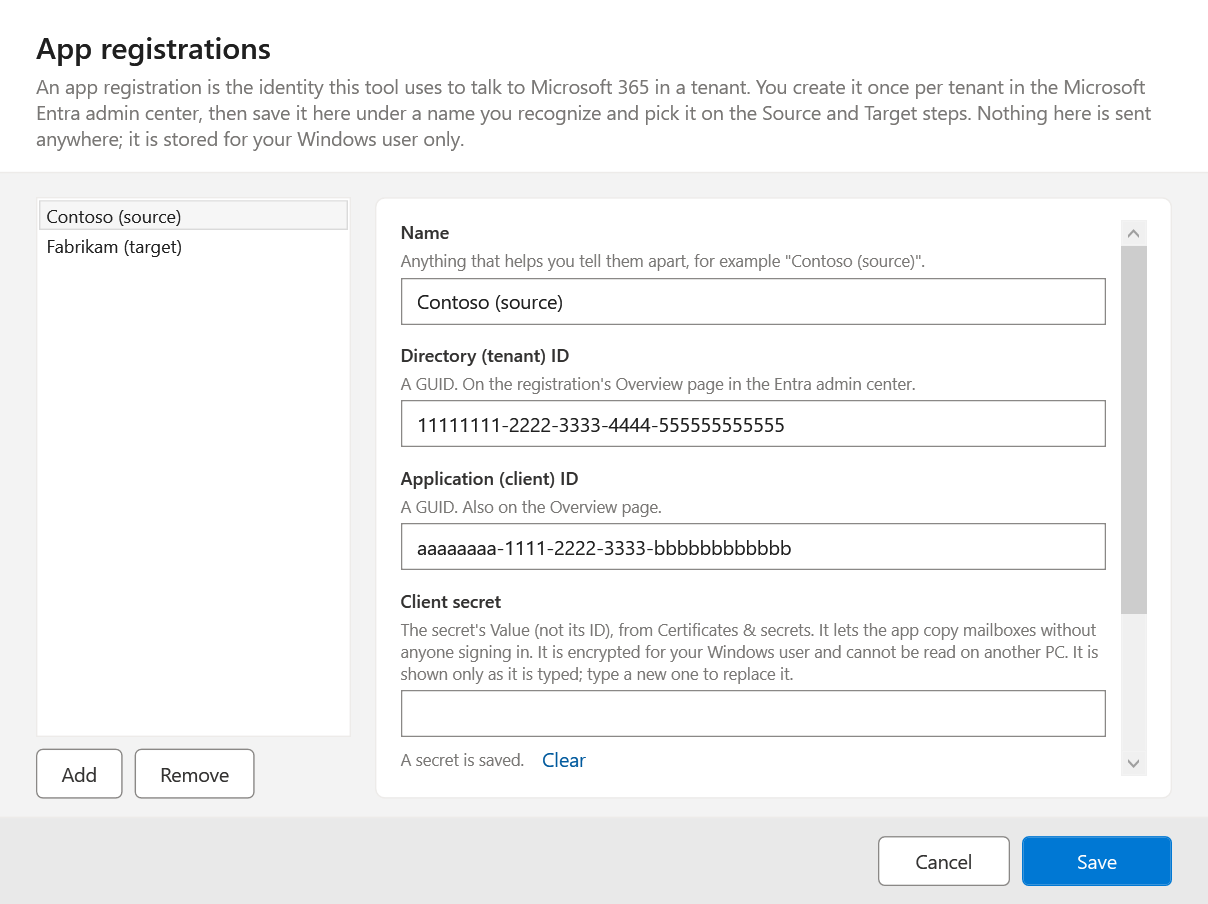 App registrations
An app registration is the identity this tool uses to talk to Microsoft 365 in a tenant. You create it once per tenant in the Microsoft
Entra admin center, then save it here under a name you recognize and pick it on the Source and Target steps. Nothing here is sent
anywhere; it is stored for your Windows user only.
Contoso (source)
Fabrikam (target)
Add
Remove
Name
Anything that helps you tell them apart, for example "Contoso (source)".
Contoso (source)
Directory (tenant) ID
A GUID. On the registration's Overview page in the Entra admin center.
11111111-2222-3333-4444-555555555555
Application (client) ID
A GUID. Also on the Overview page.
aaaaaaaa-1111-2222-3333-bbbbbbbbbbbb
Client secret
The secret's Value (not its ID), from Certificates & secrets. It lets the app copy mailboxes without
anyone signing in. It is encrypted for your Windows user and cannot be read on another PC. It is
shown only as it is typed; type a new one to replace it.
A secret is saved. Clear
Cancel
Save